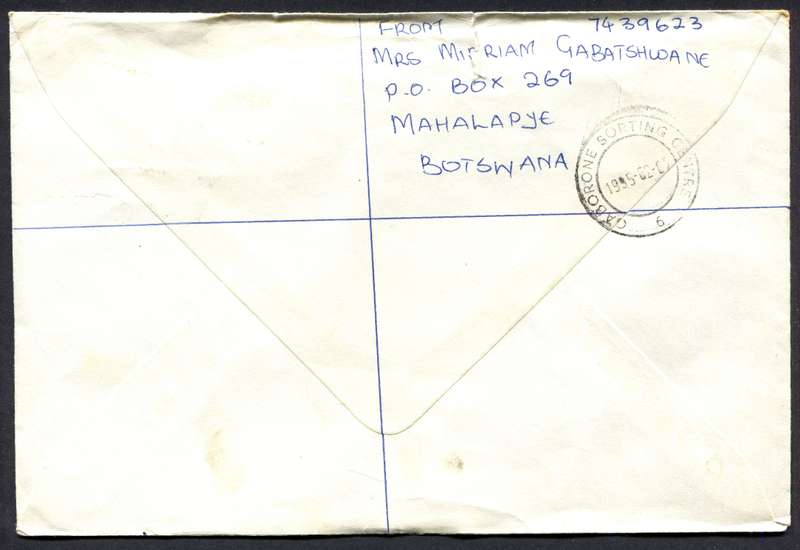 FROM 7439623
MRS MIRRIAM GABATSHWANE
P.O. BOX 269
MAHALAPYE
BOTSWANA
GABORONE SORTING CENTRE
6